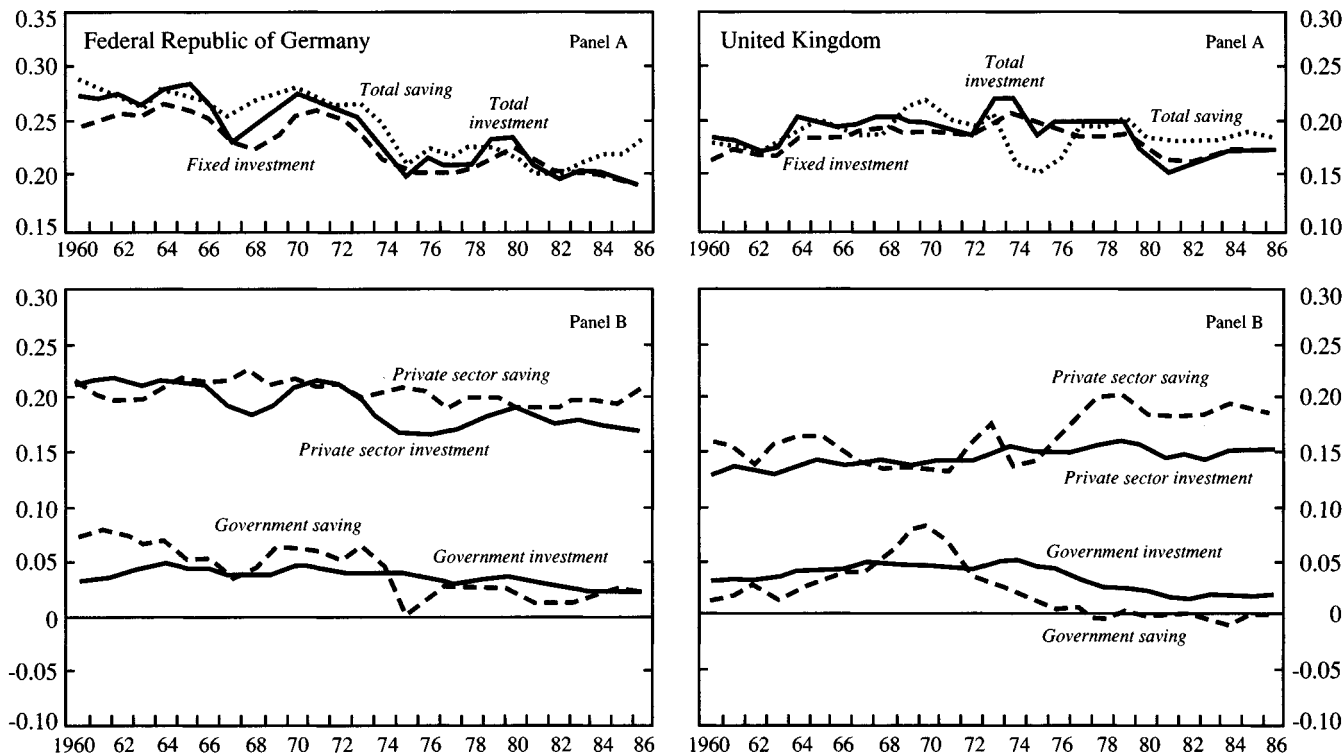 0.35
0.30
0.25
0.20
0.15
Federal Republic of Germany
Panel A
Total saving
Total
investment
Fixed investment
1960 62 64 66 68 70 72 74 76 78 80 82 84 86
United Kingdom
Panel A
Total
investment
Total saving
Fixed investment
0.30
0.25
0.20
0.15
0.10
1960 62 64 66 68 70 72 74 76 78 80 82 84 86
0.30
0.25
0.20
0.15
0.10
0.05
0
-0.05
-0.10
Panel B
Private sector saving
Private sector investment
Government saving
Government investment
1960 62 64 66 68 70 72 74 76 78 80 82 84 86
Panel B
Private sector saving
Private sector investment
Government investment
Government saving
0.30
0.25
0.20
0.15
0.10
0.05
0
-0.05
-0.10
1960 62 64 66 68 70 72 74 76 78 80 82 84 86